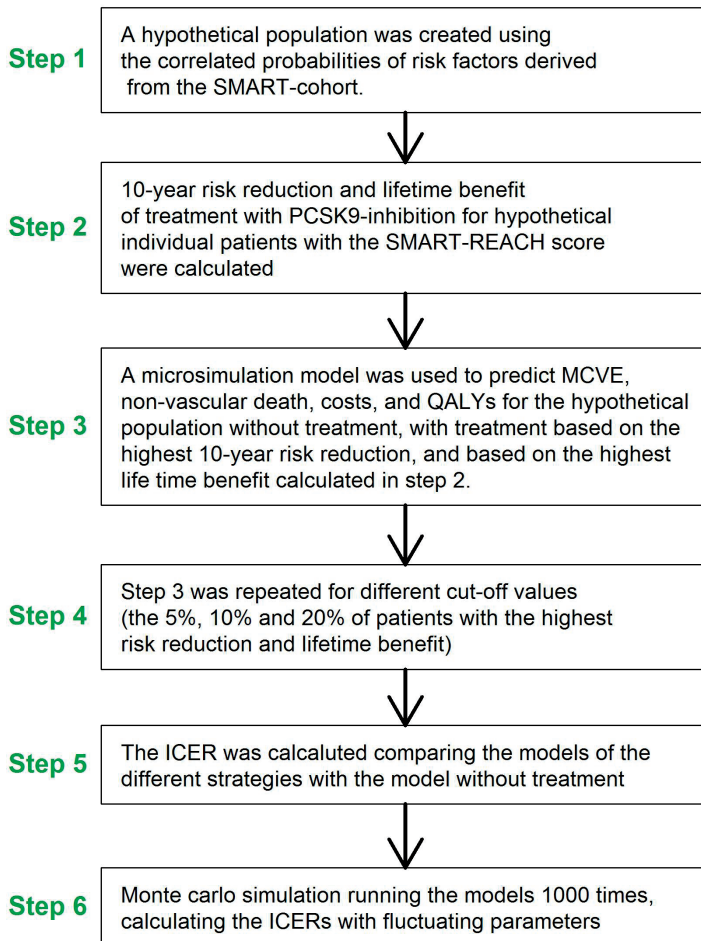 Step 1
A hypothetical population was created using
the correlated probabilities of risk factors derived
from the SMART-cohort.
Step 2
10-year risk reduction and lifetime benefit
of treatment with PCSK9-inhibition for hypothetical
individual patients with the SMART-REACH score
were calculated
Step 3
A microsimulation model was used to predict MCVE,
non-vascular death, costs, and QALYs for the hypothetical
population without treatment, with treatment based on the
highest 10-year risk reduction, and based on the highest
life time benefit calculated in step 2.
Step 4
Step 3 was repeated for different cut-off values
(the 5%, 10% and 20% of patients with the highest
risk reduction and lifetime benefit)
Step 5
The ICER was calcaluted comparing the models of the
different strategies with the model without treatment
Step 6
Monte carlo simulation running the models 1000 times,
calculating the ICERs with fluctuating parameters